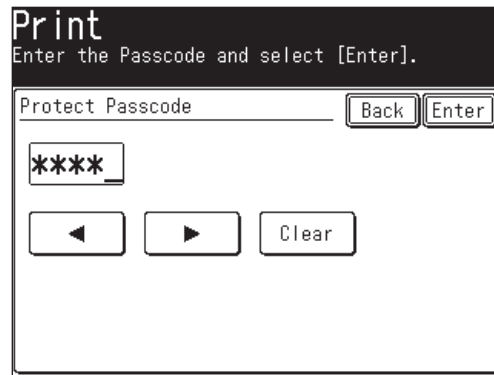 Print
Enter the Passcode and select [Enter].
Protect Passcode
Back Enter
****_
◀ ▶ Clear